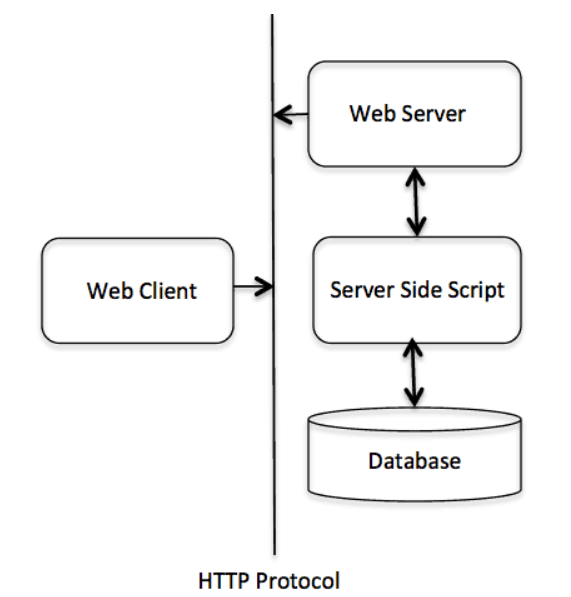 Web Server
Web Client
Server Side Script
Database
HTTP Protocol